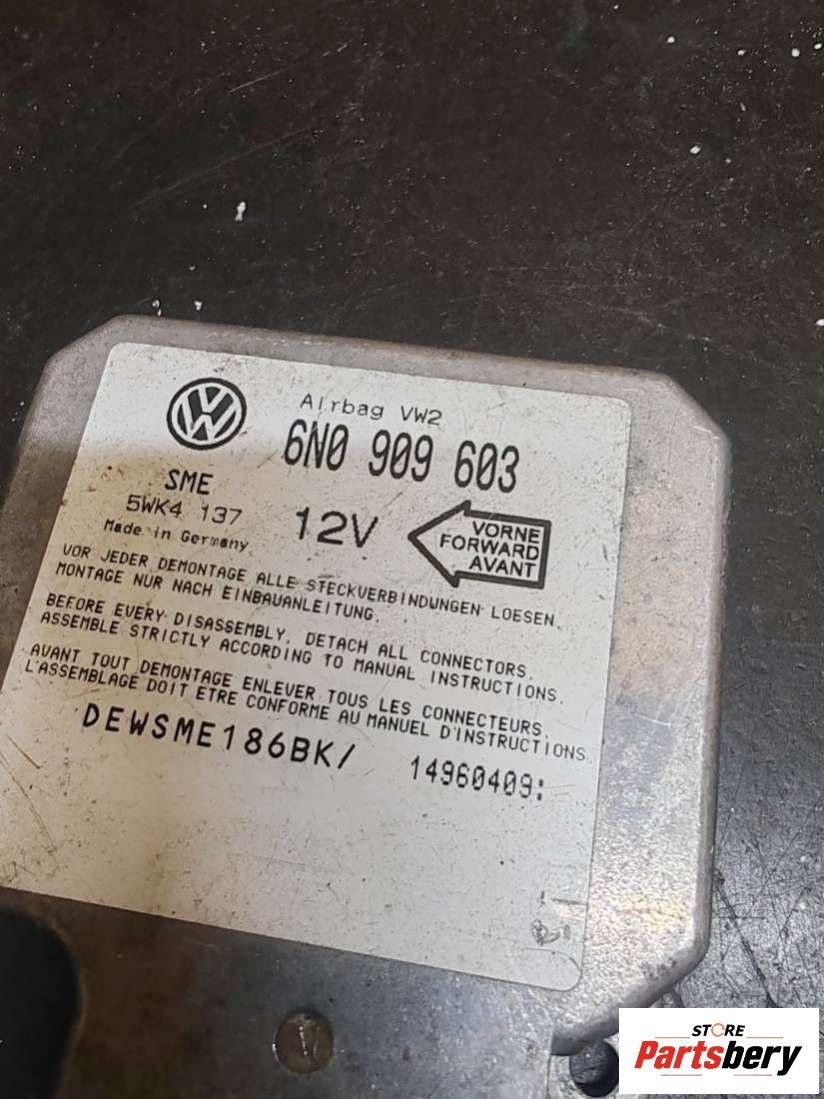 Airbag VW2
6N0 909 603
SME
5WK4 137
Made in Germany
12V
VORNE
FORWARD
AVANT
VOR JEDER DEMONTAGE ALLE STECKVERBINDUNGEN LOESEN.
MONTAGE NUR NACH EINBAUANLEITUNG.
BEFORE EVERY DISASSEMBLY, DETACH ALL CONNECTORS.
ASSEMBLE STRICTLY ACCORDING TO MANUAL INSTRUCTIONS.
AVANT TOUT DEMONTAGE ENLEVER TOUS LES CONNECTEURS.
L'ASSEMBLAGE DOIT ETRE CONFORME AU MANUEL D'INSTRUCTIONS
DEWSME186BK/ 14960409:
STORE
Partsbery